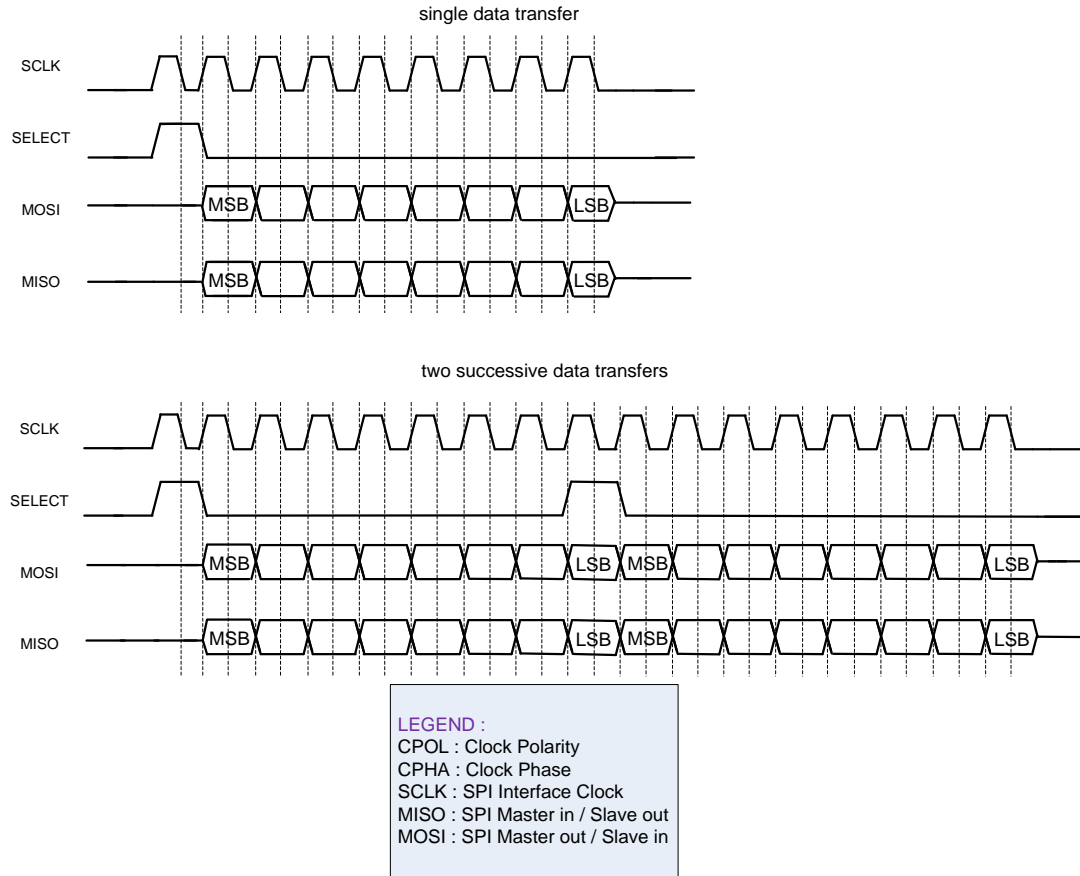 single data transfer
SCLK
SELECT
MOSI
MSB
LSB
MISO
MSB
LSB
two successive data transfers
SCLK
SELECT
MOSI
MSB
LSB
MSB
LSB
MISO
MSB
LSB
MSB
LSB
LEGEND :
CPOL : Clock Polarity
CPHA : Clock Phase
SCLK : SPI Interface Clock
MISO : SPI Master in / Slave out
MOSI : SPI Master out / Slave in